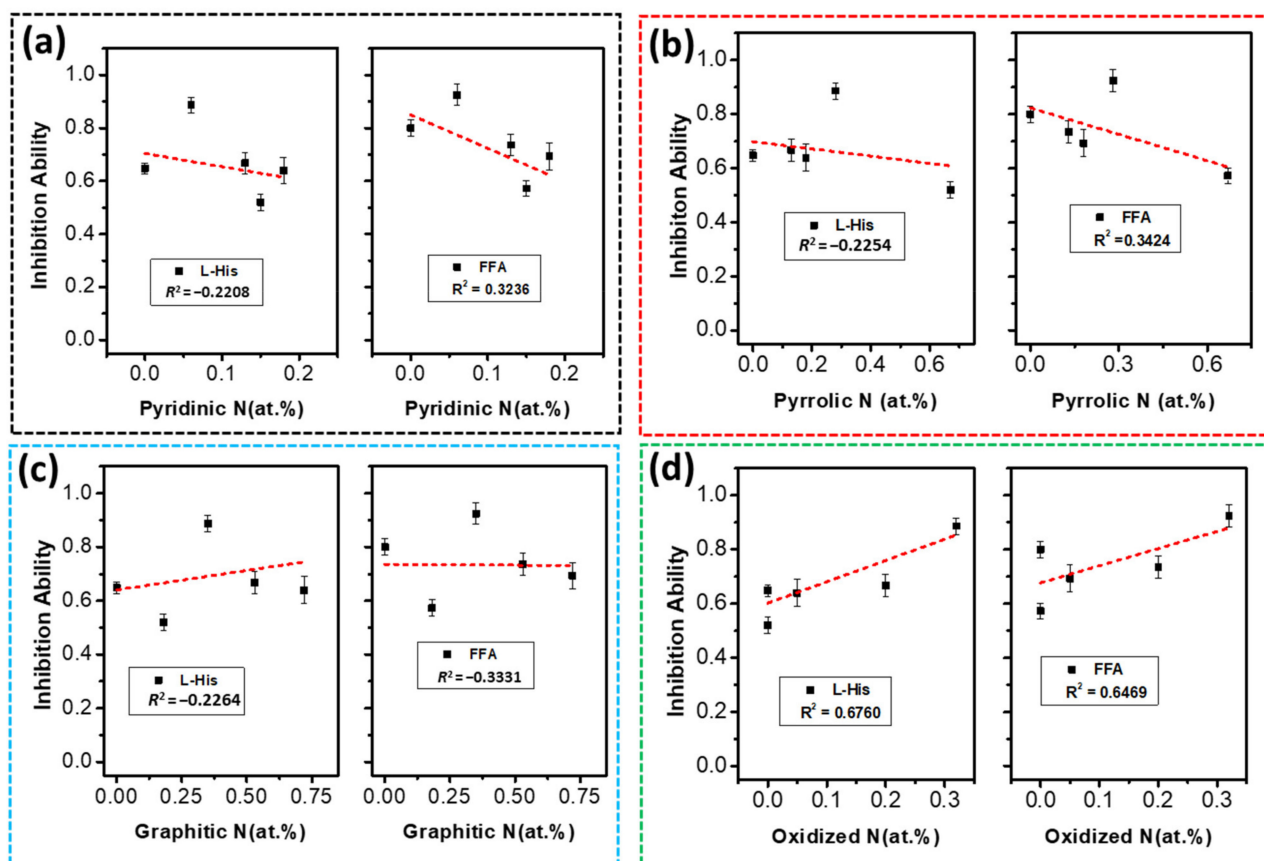 (a)
Inhibition Ability
1.0
0.8
0.6
0.4
0.2
0.0
L-His
R² = −0.2208
FFA
R² = 0.3236
0.0 0.1 0.2
0.0 0.1 0.2
Pyridinic N(at.%)
Pyridinic N(at.%)
(b)
Inhibiton Ability
1.0
0.8
0.6
0.4
0.2
0.0
L-His
R² = −0.2254
FFA
R² = 0.3424
0.0 0.3 0.6
0.0 0.3 0.6
Pyrrolic N (at.%)
Pyrrolic N (at.%)
(c)
Inhibition Ability
1.0
0.8
0.6
0.4
0.2
0.0
L-His
R² = −0.2264
FFA
R² = −0.3331
0.00 0.25 0.50 0.75
0.00 0.25 0.50 0.75
Graphitic N(at.%)
Graphitic N(at.%)
(d)
Inhibition Ability
1.0
0.8
0.6
0.4
0.2
0.0
L-His
R² = 0.6760
FFA
R² = 0.6469
0.0 0.1 0.2 0.3
0.0 0.1 0.2 0.3
Oxidized N(at.%)
Oxidized N(at.%)